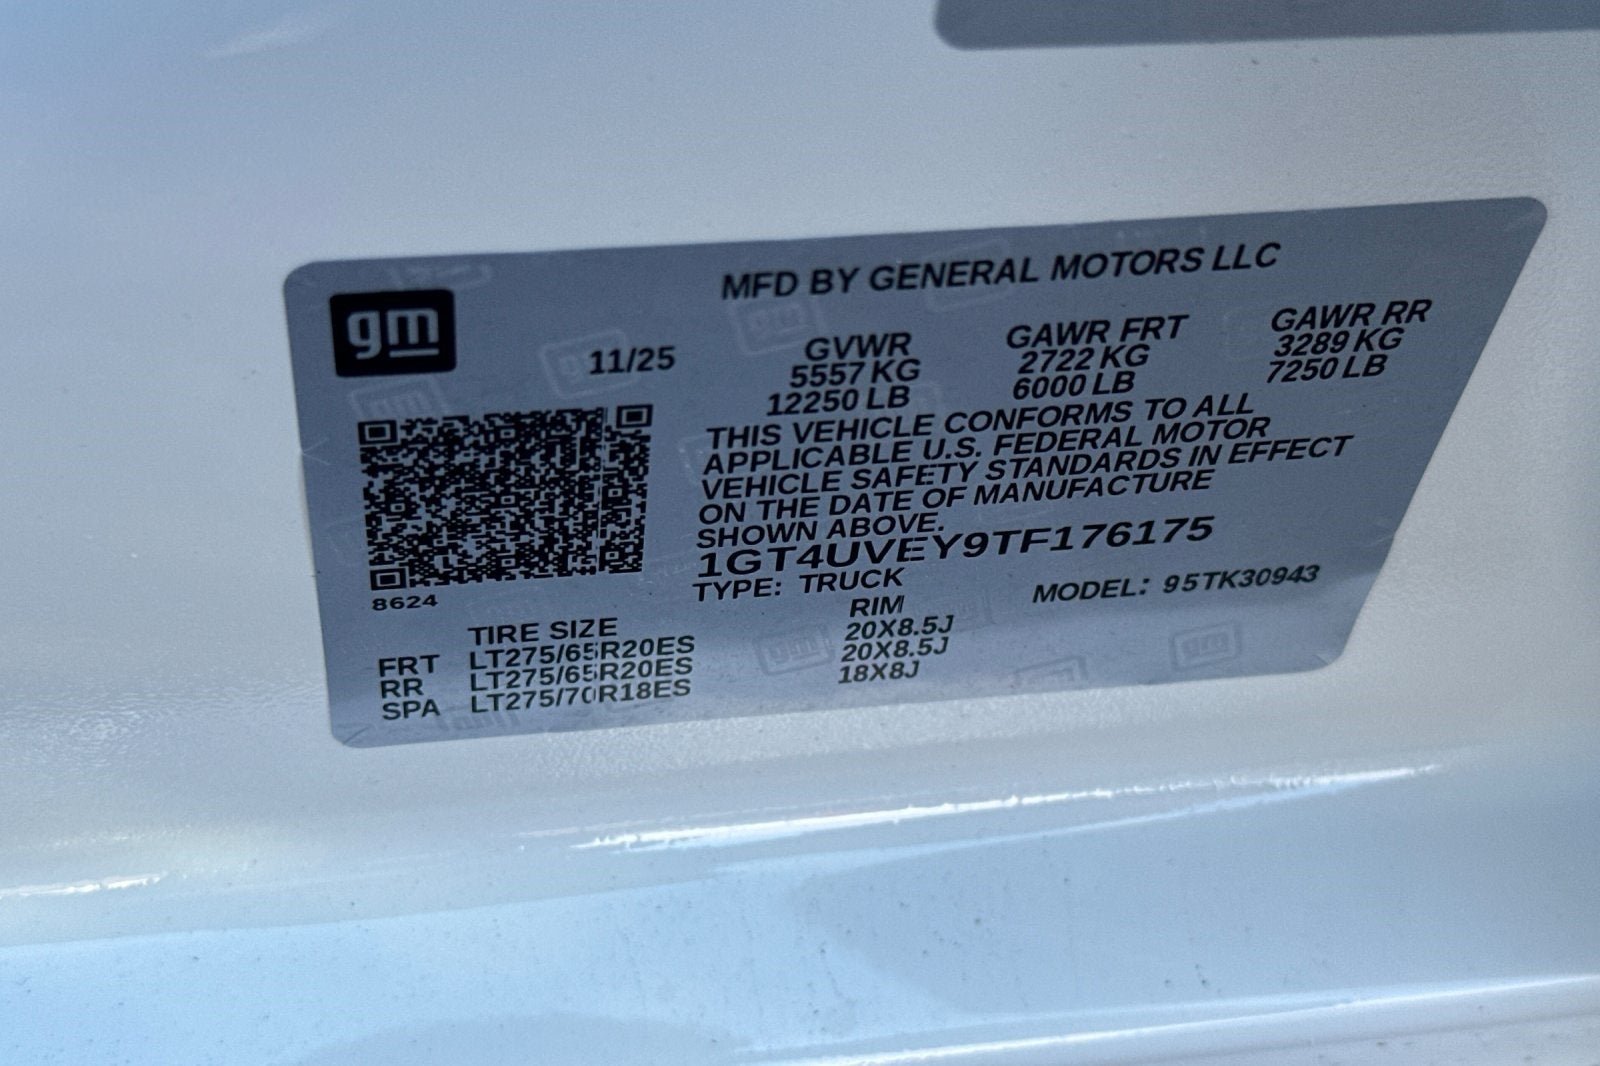 gm
MFD BY GENERAL MOTORS LLC
11/25
GVWR
5557 KG
12250 LB
GAWR FRT
2722 KG
6000 LB
GAWR RR
3289 KG
7250 LB
THIS VEHICLE CONFORMS TO ALL
APPLICABLE U.S. FEDERAL MOTOR
VEHICLE SAFETY STANDARDS IN EFFECT
ON THE DATE OF MANUFACTURE
SHOWN ABOVE.
1GT4UVEY9TF176175
TYPE: TRUCK
MODEL: 95TK30943
8624
TIRE SIZE RIM
FRT LT275/65R20ES 20X8.5J
RR LT275/65R20ES 20X8.5J
SPA LT275/70R18ES 18X8J